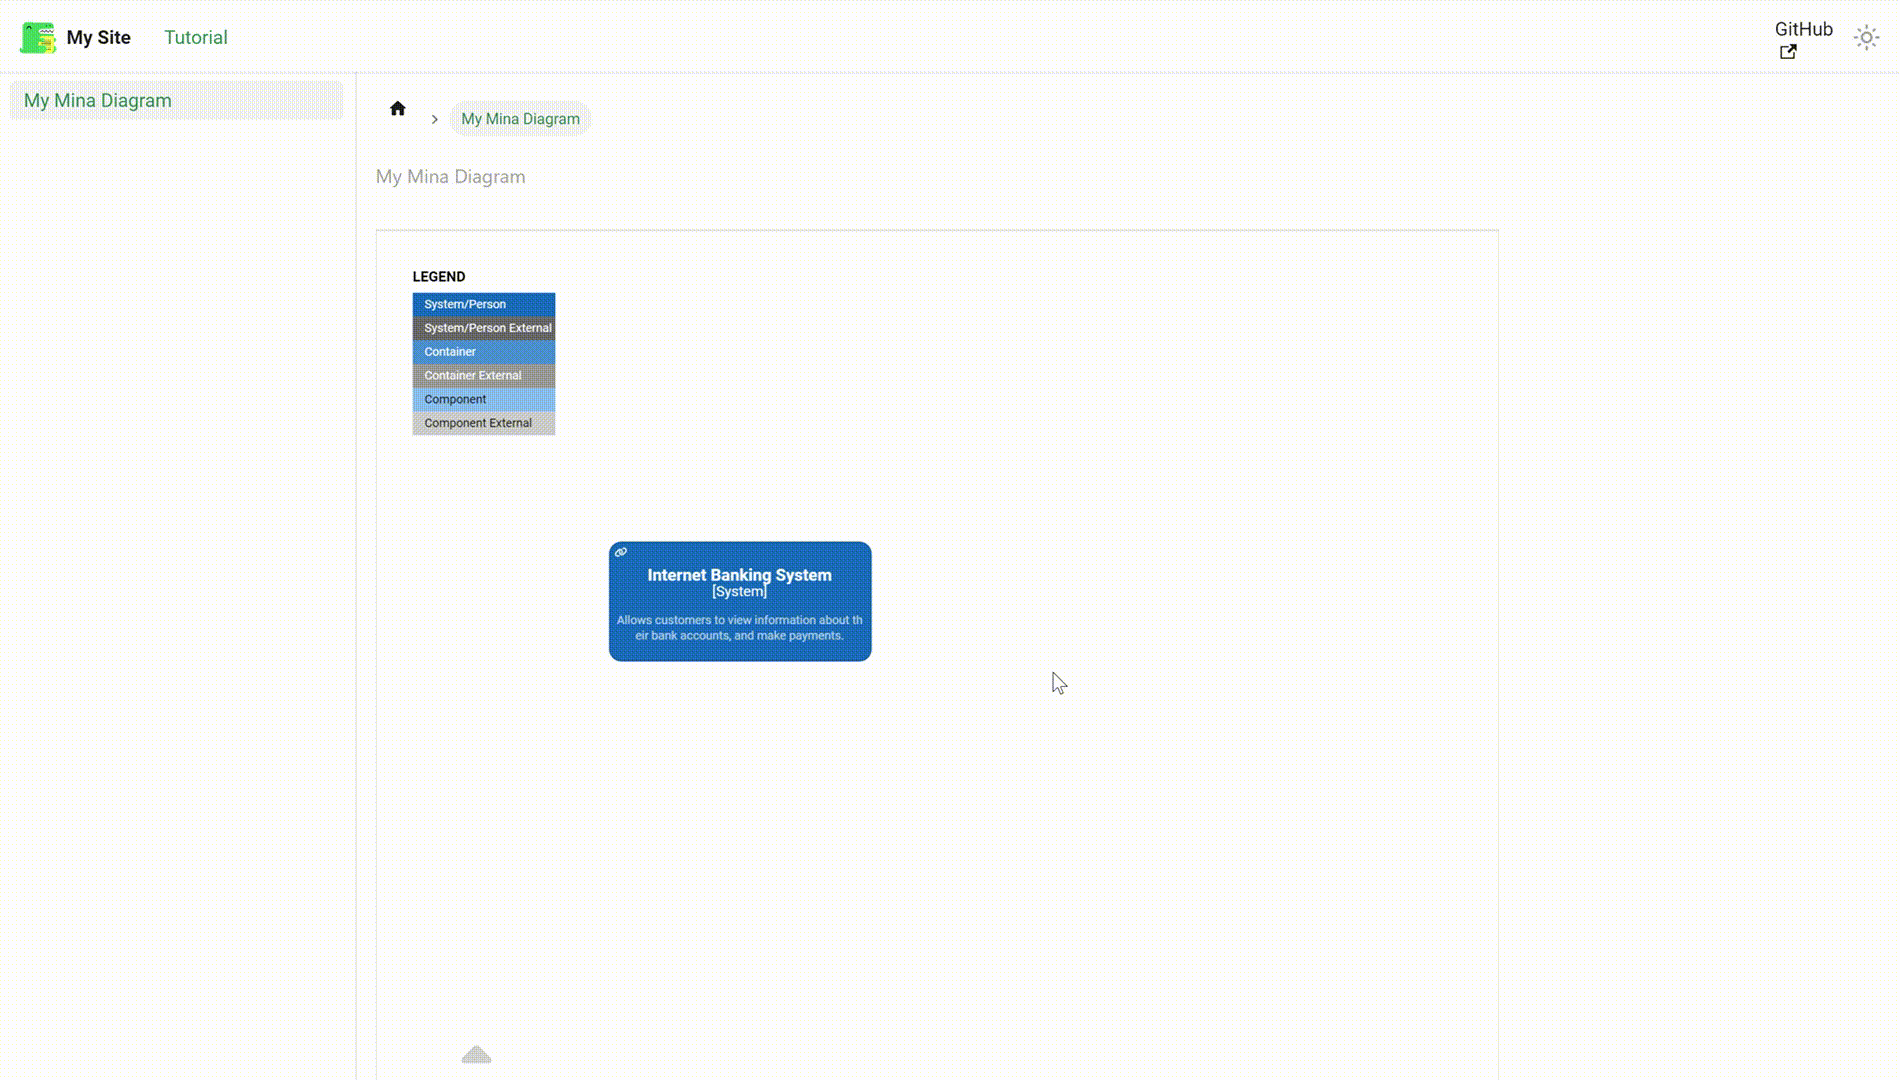 My Site
Tutorial
GitHub
My Mina Diagram
My Mina Diagram
My Mina Diagram
LEGEND
System/Person
System/Person External
Container
Container External
Component
Component External
Internet Banking System
[System]
Allows customers to view information about th
eir bank accounts, and make payments.